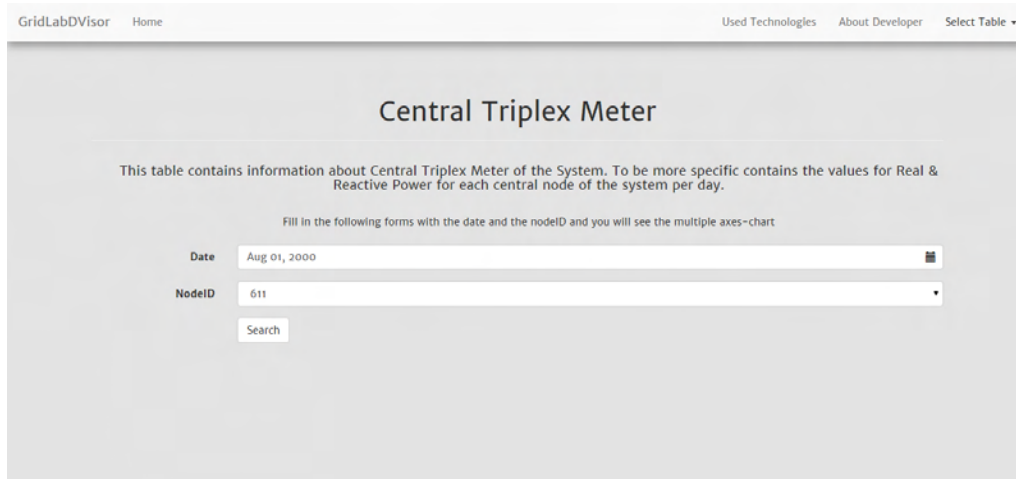 GridLabDVisor Home Used Technologies About Developer Select Table
Central Triplex Meter
This table contains information about Central Triplex Meter of the System. To be more specific contains the values for Real &
Reactive Power for each central node of the system per day.
Fill in the following forms with the date and the nodeID and you will see the multiple axes-chart
Date Aug 01, 2000
NodeID 611
Search